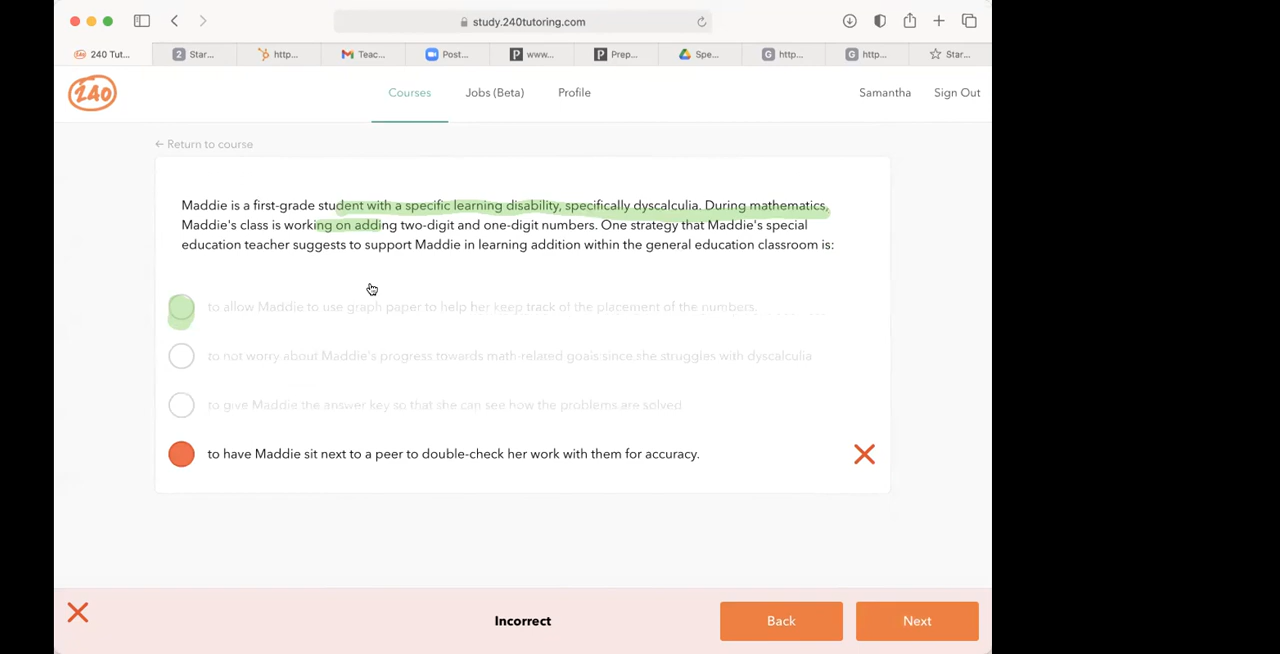 study.240tutoring.com
240 Tut...
Star...
http...
Teac...
Post...
www...
Prep...
Spe...
http...
http...
Star...
240
Courses
Jobs (Beta)
Profile
Samantha
Sign Out
← Return to course
Maddie is a first-grade student with a specific learning disability, specifically dyscalculia. During mathematics,
Maddie's class is working on adding two-digit and one-digit numbers. One strategy that Maddie's special
education teacher suggests to support Maddie in learning addition within the general education classroom is:
to allow Maddie to use graph paper to help her keep track of the placement of the numbers.
to not worry about Maddie's progress towards math-related goals since she struggles with dyscalculia
to give Maddie the answer key so that she can see how the problems are solved
to have Maddie sit next to a peer to double-check her work with them for accuracy.
Incorrect
Back
Next